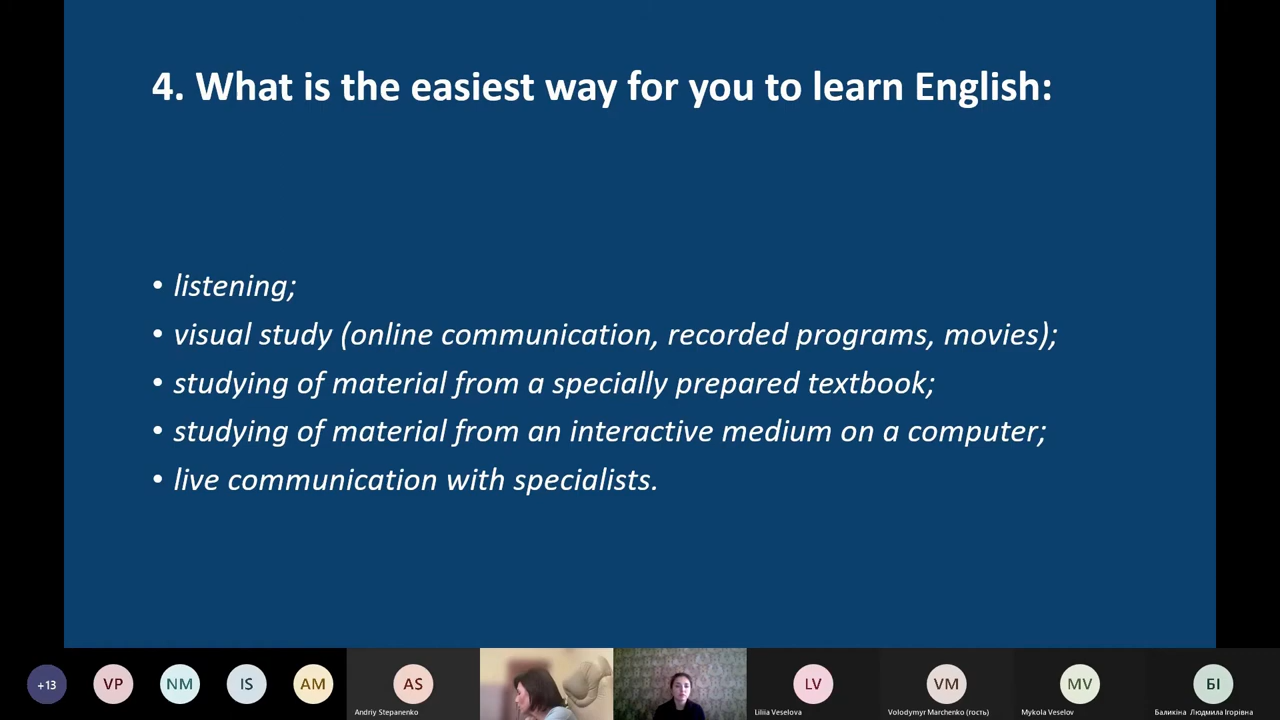 4. What is the easiest way for you to learn English:
• listening;
• visual study (online communication, recorded programs, movies);
• studying of material from a specially prepared textbook;
• studying of material from an interactive medium on a computer;
• live communication with specialists.
+13
VP
NM
IS
AM
AS
LV
VM
MV
БІ
Andriy Stepanenko
Liliia Veselova
Volodymyr Marchenko (гость)
Mykola Veselov
Баликіна Людмила Ігорівна